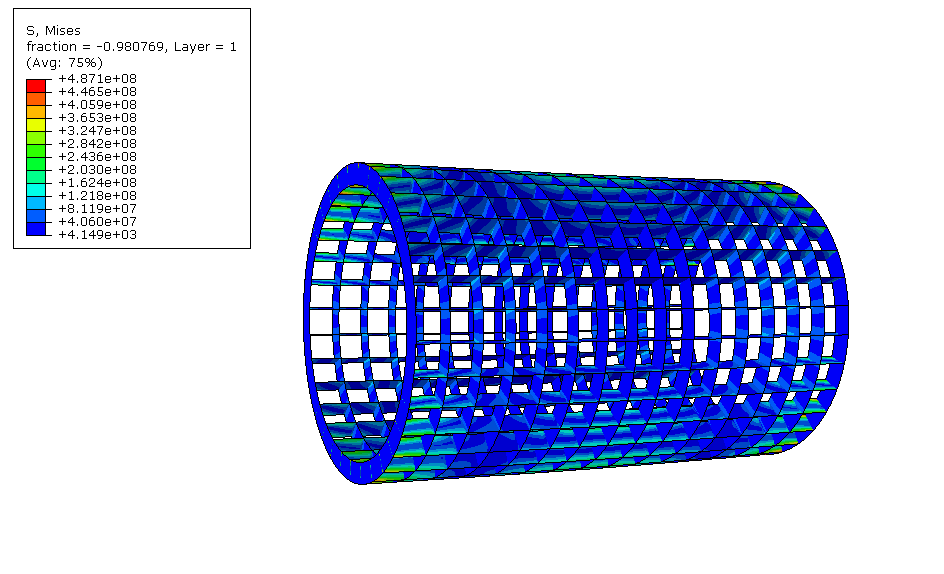 S, Mises
fraction = -0.980769, Layer = 1
(Avg: 75%)
+4.871e+08
+4.465e+08
+4.059e+08
+3.653e+08
+3.247e+08
+2.842e+08
+2.436e+08
+2.030e+08
+1.624e+08
+1.218e+08
+8.119e+07
+4.060e+07
+4.149e+03